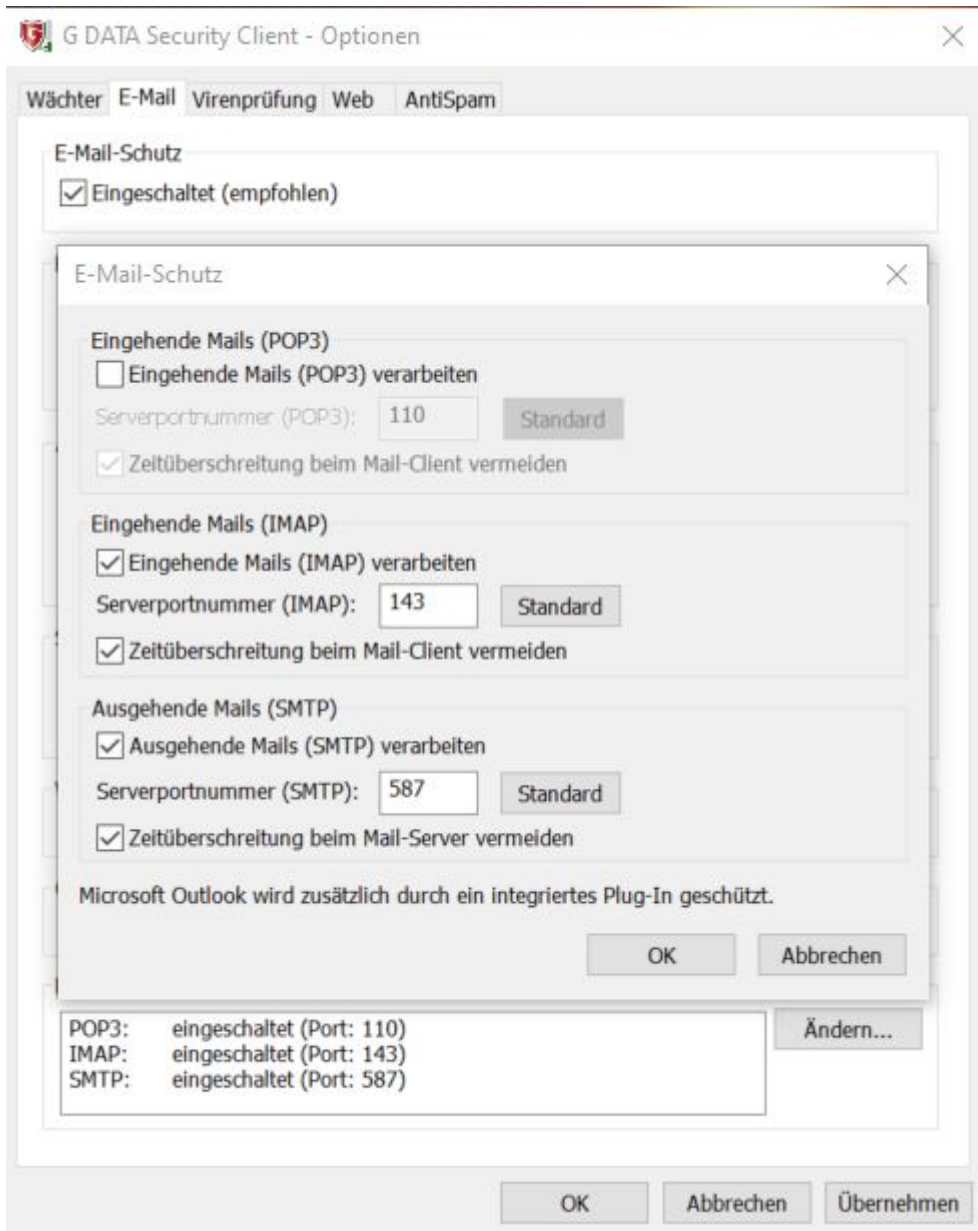 G DATA Security Client - Optionen
Wächter E-Mail Virenprüfung Web AntiSpam
E-Mail-Schutz
Eingeschaltet (empfohlen)
E-Mail-Schutz
Eingehende Mails (POP3)
Eingehende Mails (POP3) verarbeiten
Serverportnummer (POP3): 110 Standard
Zeitüberschreitung beim Mail-Client vermeiden
Eingehende Mails (IMAP)
Eingehende Mails (IMAP) verarbeiten
Serverportnummer (IMAP): 143 Standard
Zeitüberschreitung beim Mail-Client vermeiden
Ausgehende Mails (SMTP)
Ausgehende Mails (SMTP) verarbeiten
Serverportnummer (SMTP): 587 Standard
Zeitüberschreitung beim Mail-Server vermeiden
Microsoft Outlook wird zusätzlich durch ein integriertes Plug-In geschützt.
OK Abbrechen
POP3: eingeschaltet (Port: 110) Ändern...
IMAP: eingeschaltet (Port: 143)
SMTP: eingeschaltet (Port: 587)
OK Abbrechen Übernehmen